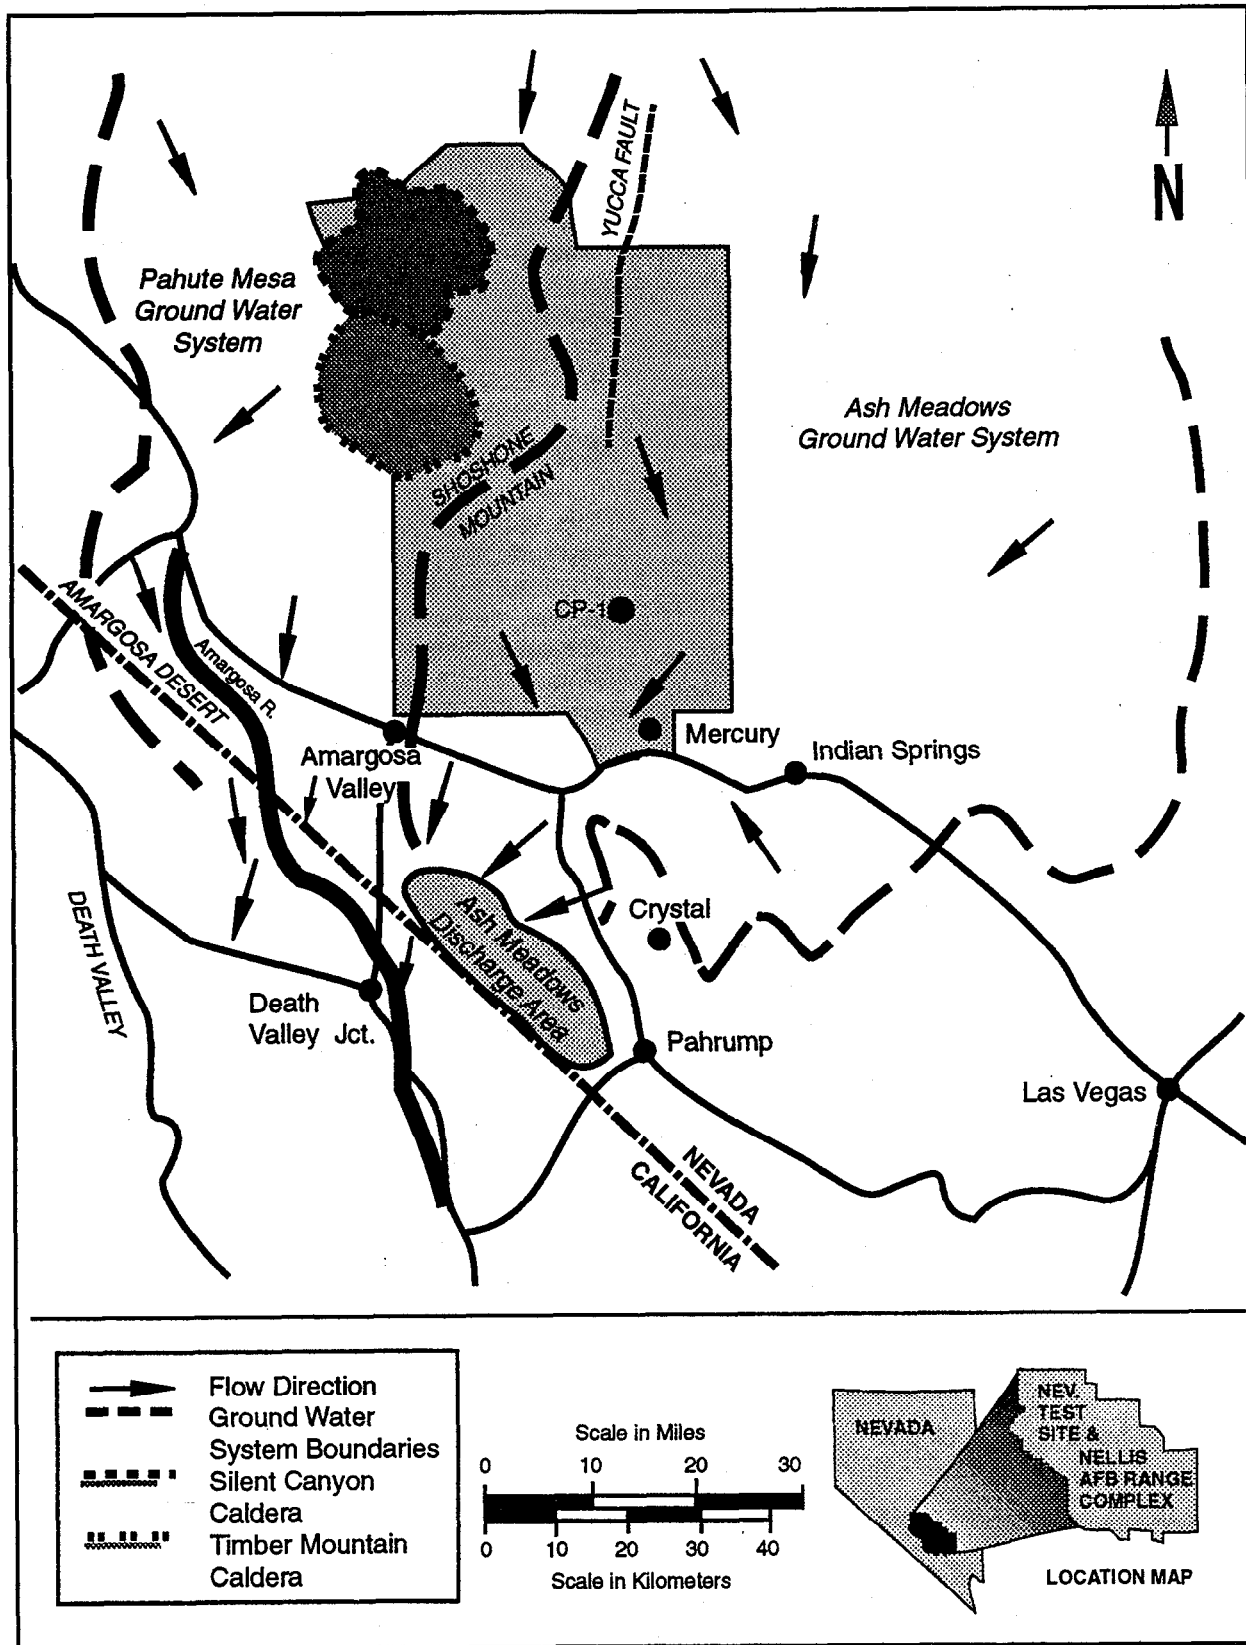 YUCCA FAULT
N
Pahute Mesa
Ground Water
System
Ash Meadows
Ground Water System
SHOSHONE
MOUNTAIN
CP-1
AMARGOSA DESERT
Amargosa R.
Mercury
Indian Springs
Amargosa
Valley
DEATH VALLEY
Ash Meadows
Discharge Area
Crystal
Death
Valley Jct.
Pahrump
Las Vegas
NEVADA
CALIFORNIA
Flow Direction
Ground Water
System Boundaries
Silent Canyon
Caldera
Timber Mountain
Caldera
Scale in Miles
0 10 20 30
0 10 20 30 40
Scale in Kilometers
NEVADA
NEV.
TEST
SITE &
NELLIS
AFB RANGE
COMPLEX
LOCATION MAP